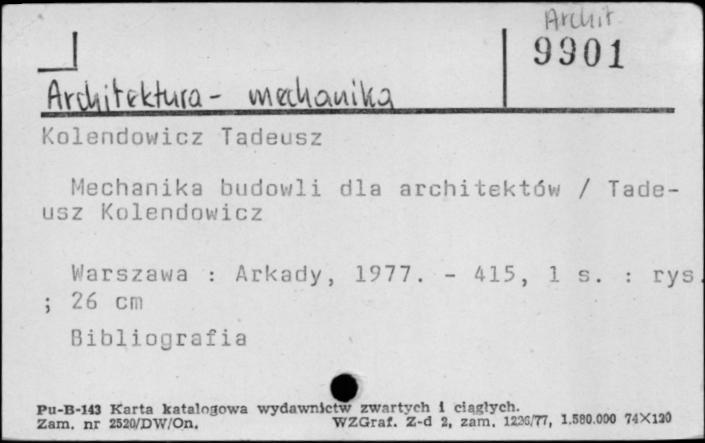 Archit
9901
Architektura - mechanika
Kolendowicz Tadeusz
Mechanika budowli dla architektów / Tade-
usz Kolendowicz
Warszawa : Arkady, 1977. - 415, 1 s. : rys.
; 26 cm
Bibliografia
Pu-B-143 Karta katalogowa wydawnictw zwartych i ciągłych.
Zam. nr 2520/DW/On. WZGraf. Z-d 2, zam. 1236/77, 1.580.000 74X120